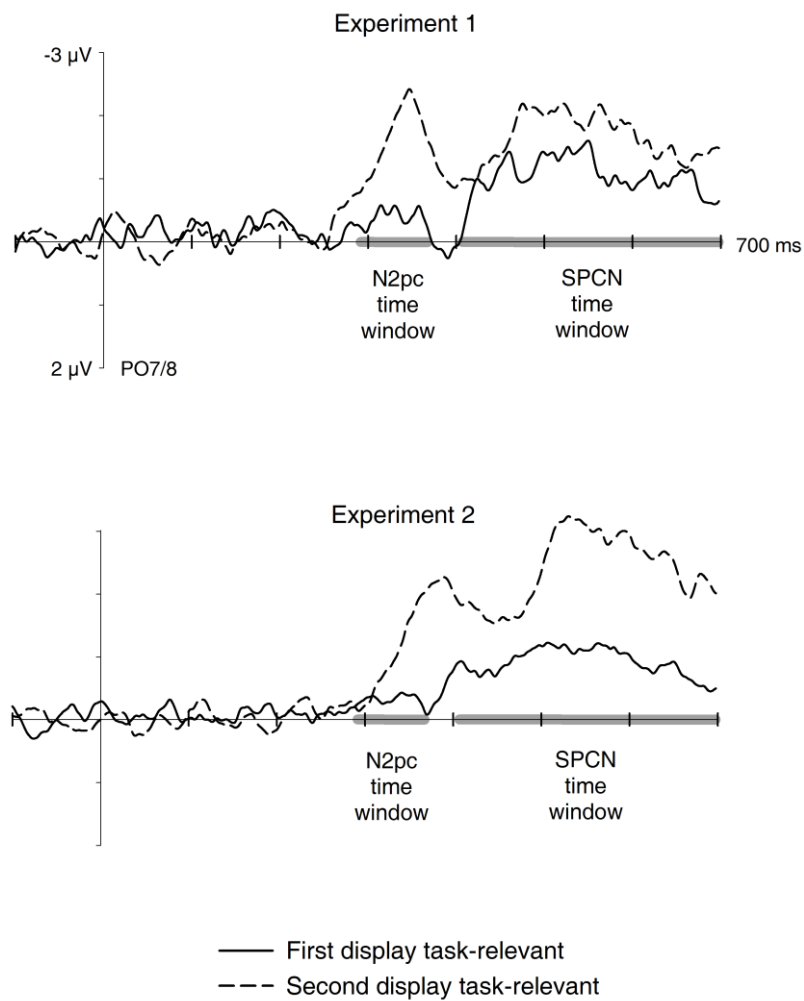 Experiment 1
-3 µV
700 ms
N2pc
time
window
SPCN
time
window
2 µV
PO7/8
Experiment 2
N2pc
time
window
SPCN
time
window
First display task-relevant
Second display task-relevant